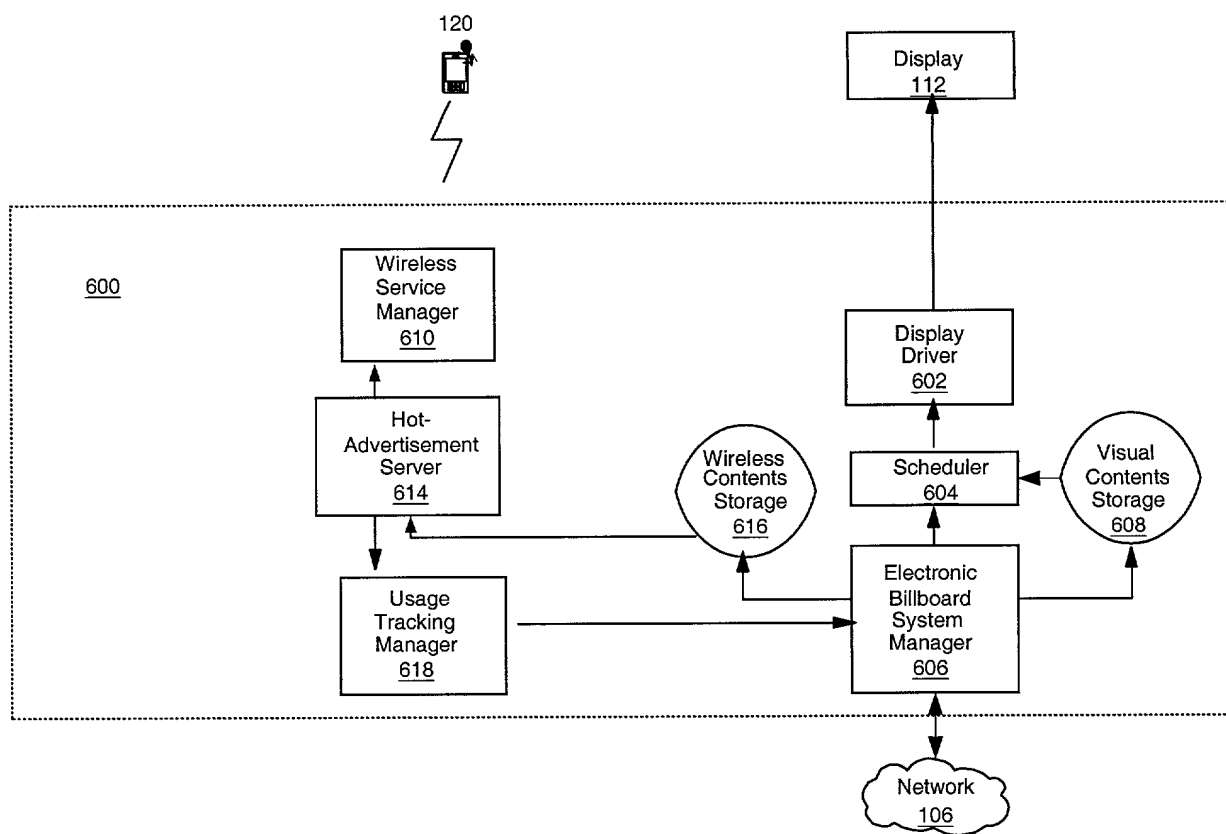 120
Display
112
600
Wireless
Service
Manager
610
Display
Driver
602
Hot-
Advertisement
Server
614
Wireless
Contents
Storage
616
Scheduler
604
Visual
Contents
Storage
608
Usage
Tracking
Manager
618
Electronic
Billboard
System
Manager
606
Network
106